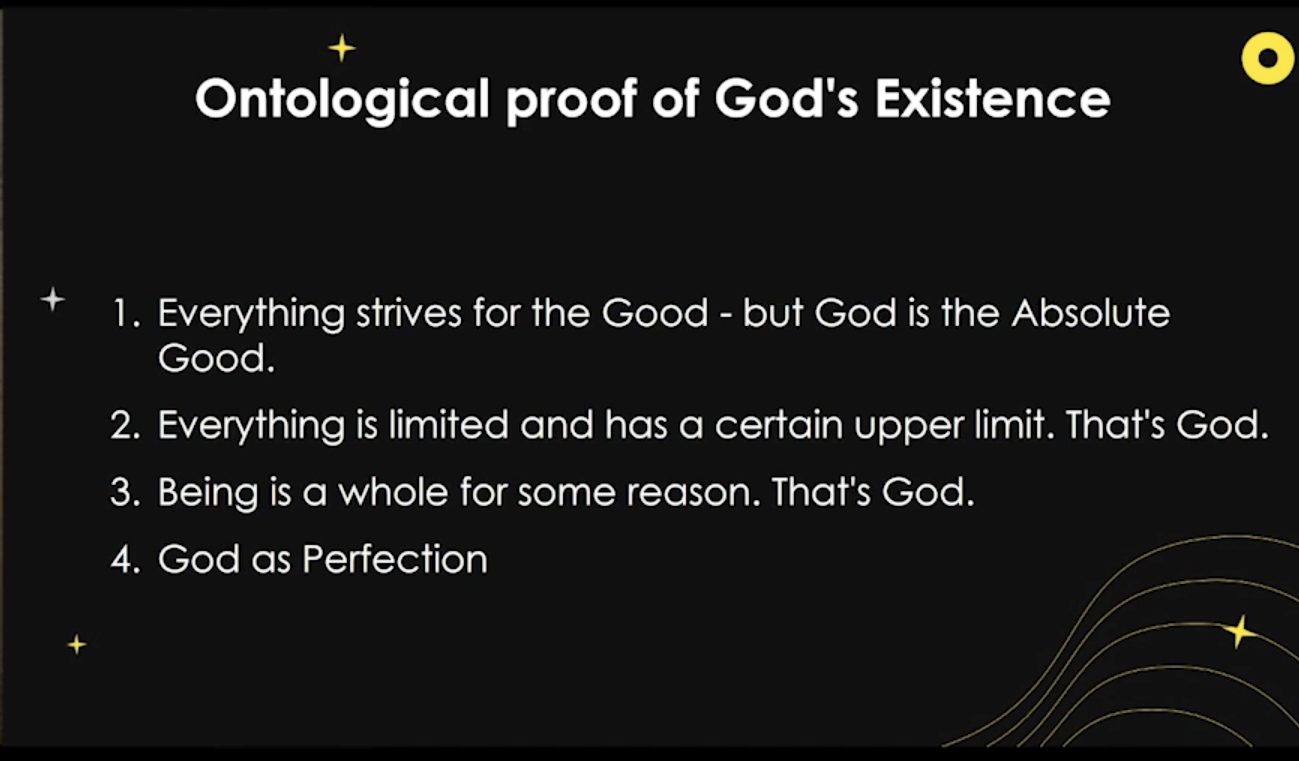 Ontological proof of God's Existence
1. Everything strives for the Good - but God is the Absolute
Good.
2. Everything is limited and has a certain upper limit. That's God.
3. Being is a whole for some reason. That's God.
4. God as Perfection